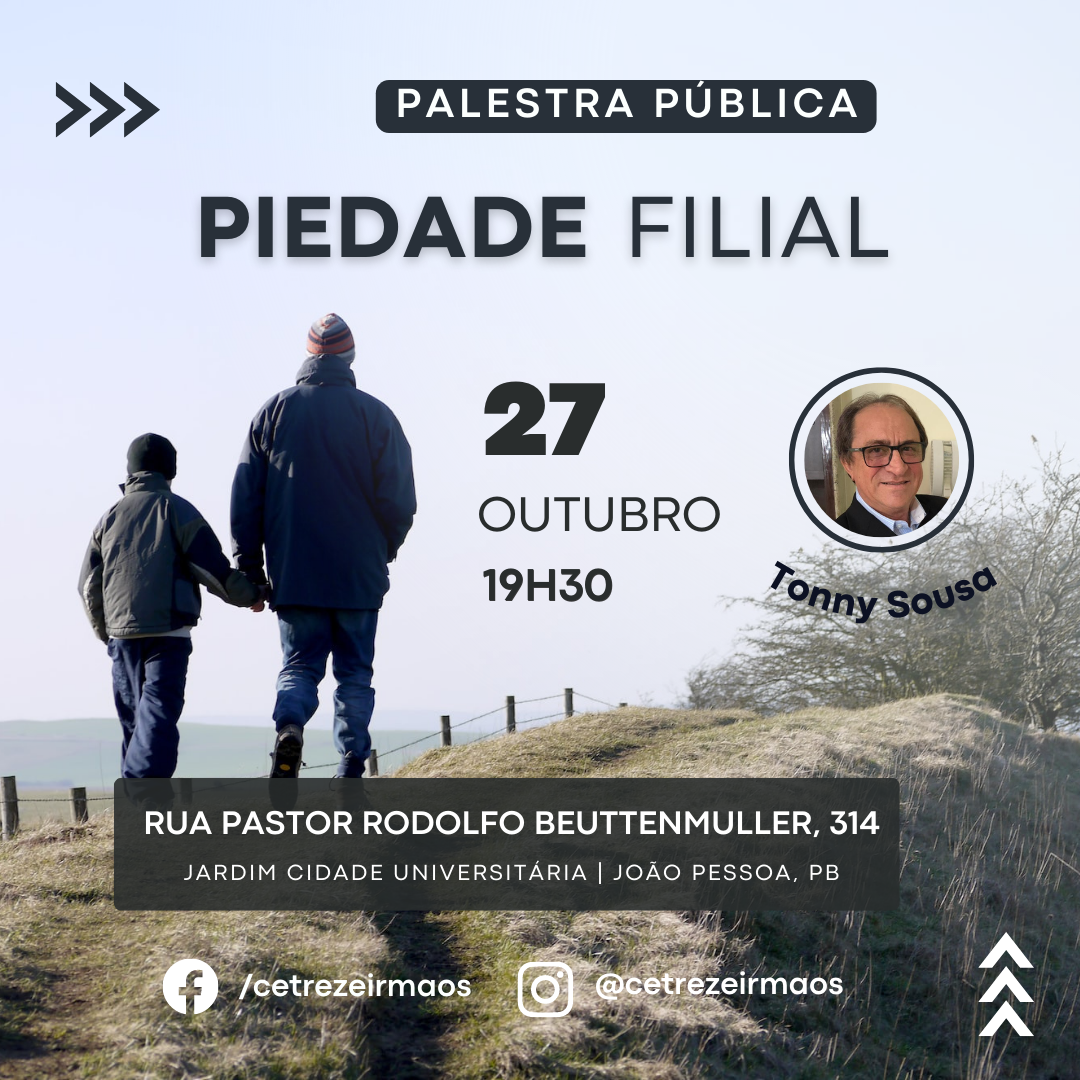 PALESTRA PÚBLICA
PIEDADE FILIAL
27
OUTUBRO
19H30
Tonny Sousa
RUA PASTOR RODOLFO BEUTTENMULLER, 314
JARDIM CIDADE UNIVERSITÁRIA | JOÃO PESSOA, PB
/cetrezeirmaos
@cetrezeirmaos